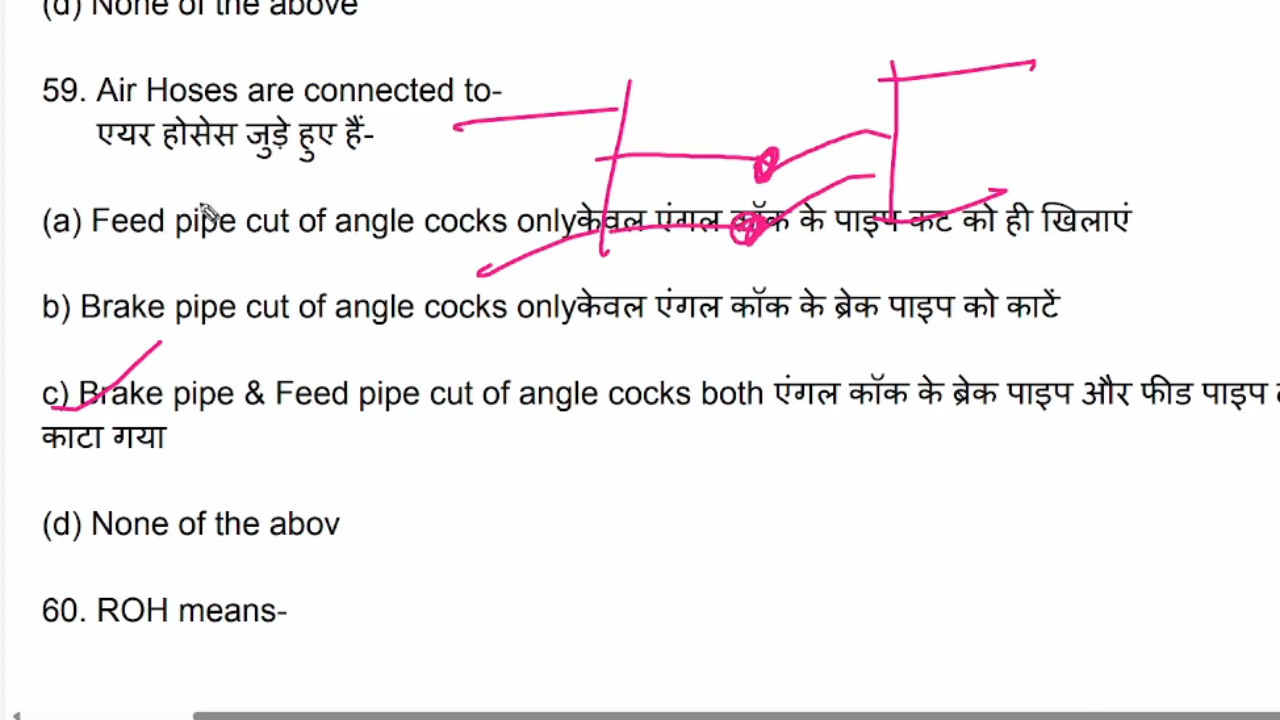 (d) None of the above
59. Air Hoses are connected to-
एयर होसेस जुड़े हुए हैं-
(a) Feed pipe cut of angle cocks onlyकेवल एंगल कॉक के पाइप कट को ही खिलाएं
b) Brake pipe cut of angle cocks onlyकेवल एंगल कॉक के ब्रेक पाइप को काटें
c) Brake pipe & Feed pipe cut of angle cocks both एंगल कॉक के ब्रेक पाइप और फीड पाइप
काटा गया
(d) None of the abov
60. ROH means-